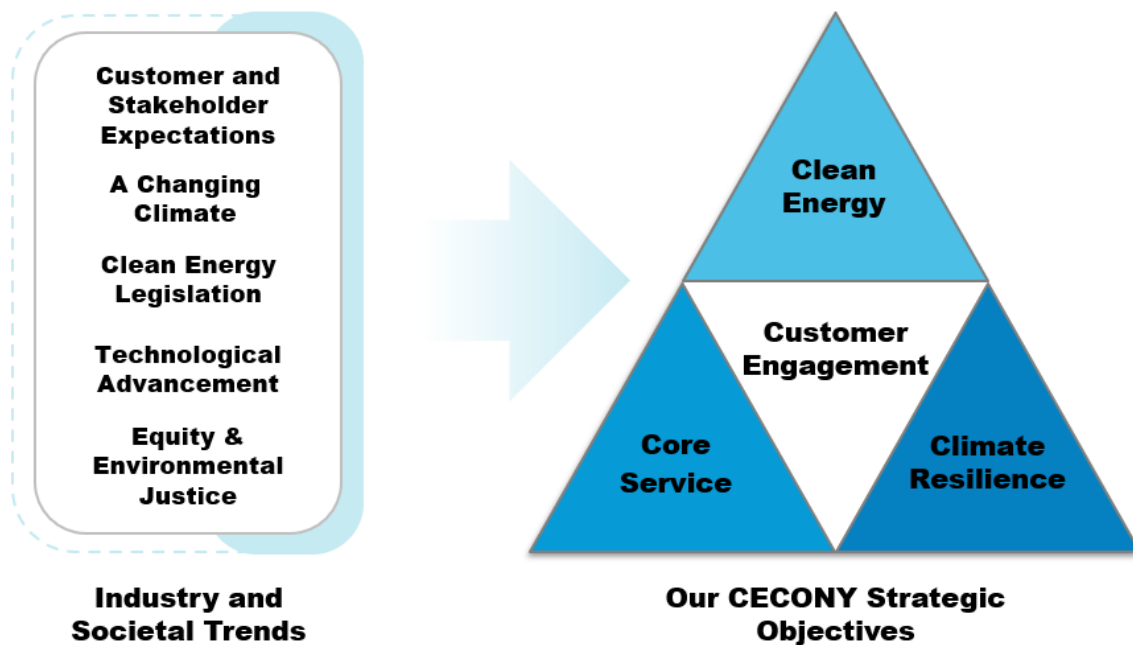 Customer and
Stakeholder
Expectations
A Changing
Climate
Clean Energy
Legislation
Technological
Advancement
Equity &
Environmental
Justice
Industry and
Societal Trends
Clean
Energy
Customer
Engagement
Core
Service
Climate
Resilience
Our CECONY Strategic
Objectives